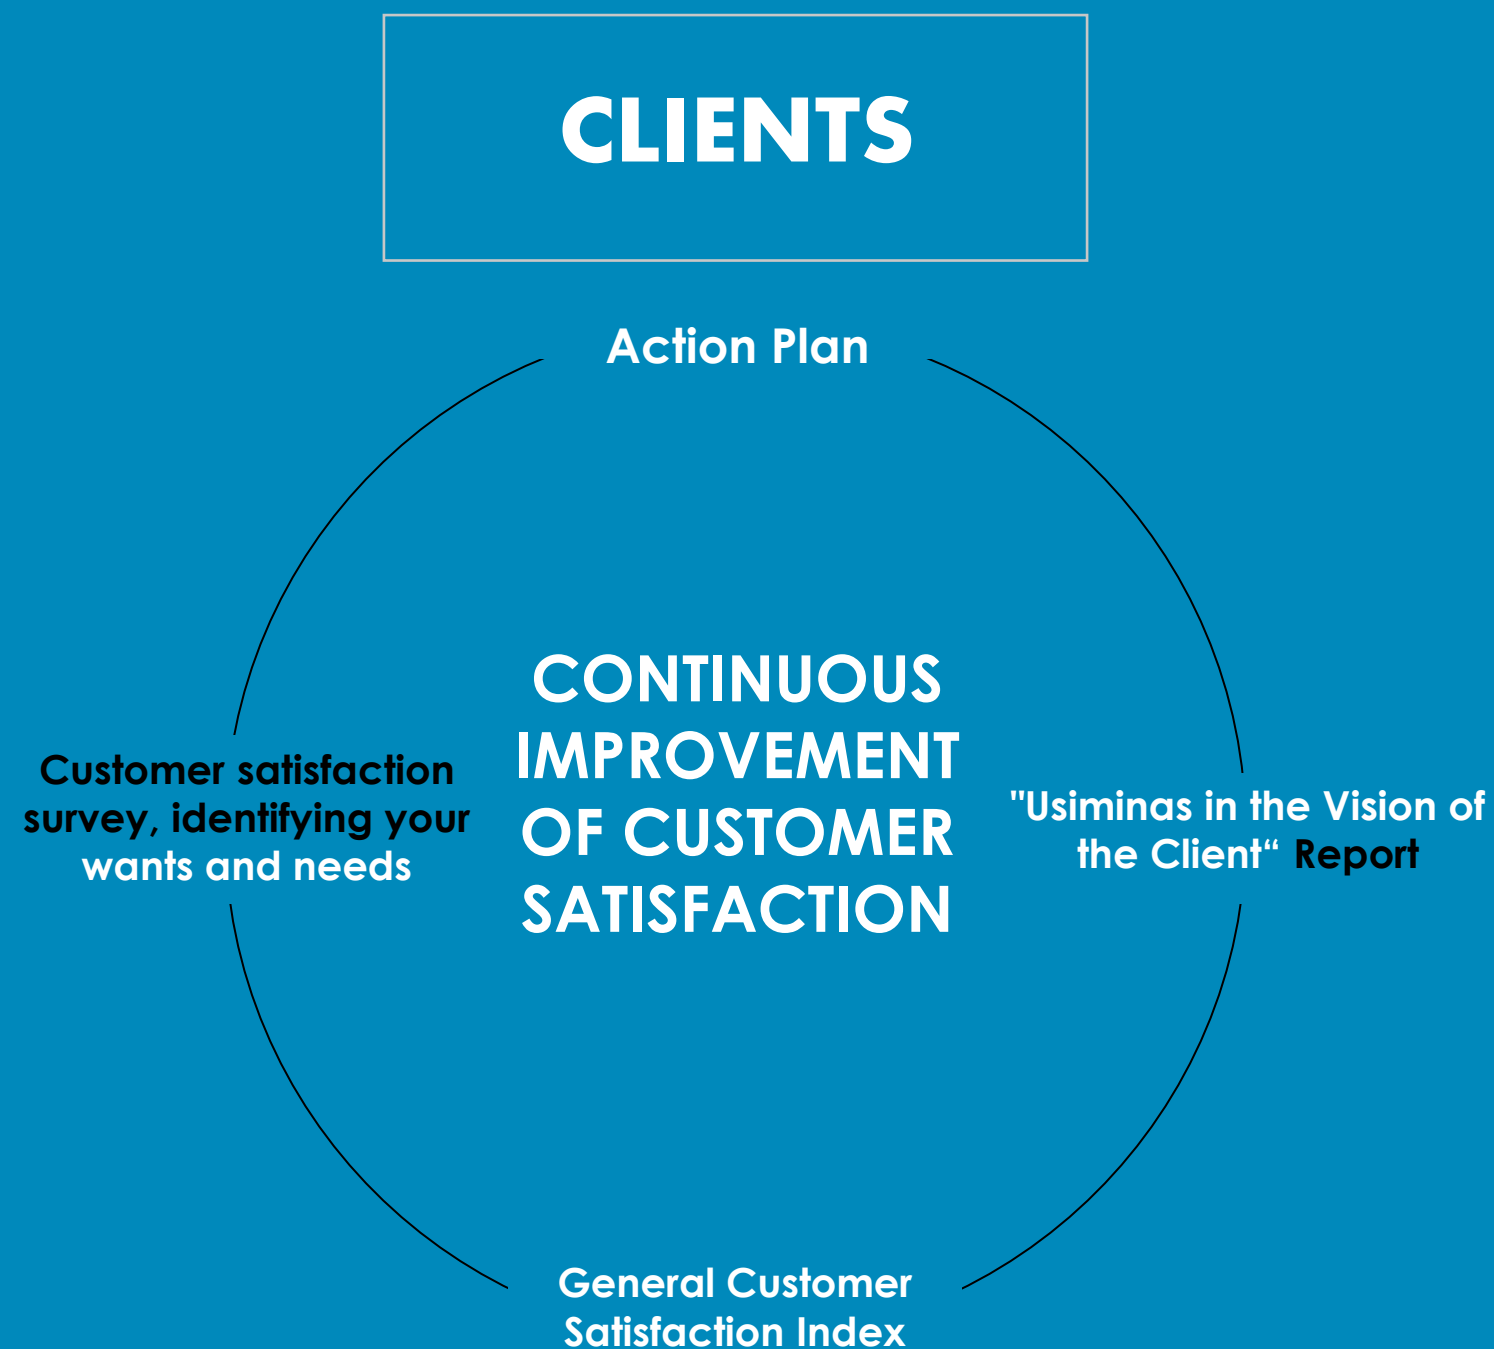 CLIENTS
Action Plan
CONTINUOUS
IMPROVEMENT
OF CUSTOMER
SATISFACTION
Customer satisfaction
survey, identifying your
wants and needs
"Usiminas in the Vision of
the Client“ Report
General Customer
Satisfaction Index